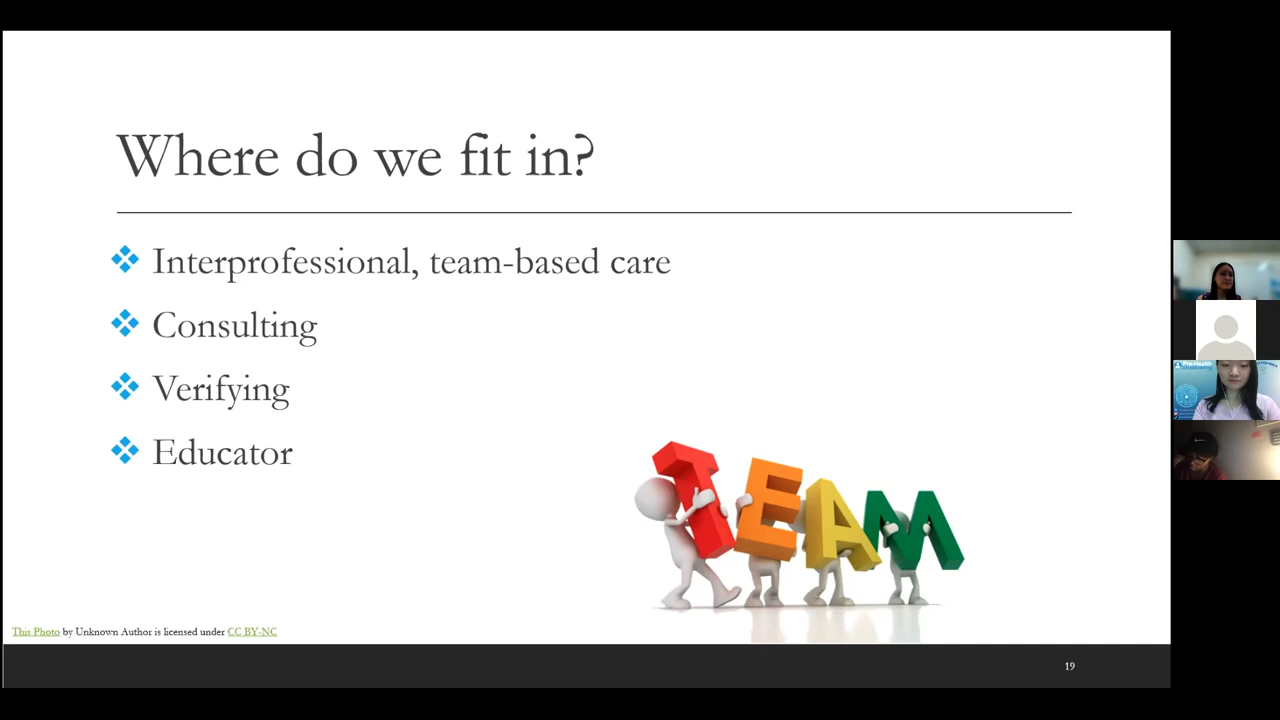 Where do we fit in?
Interprofessional, team-based care
Consulting
Verifying
Educator
TEAM
This Photo by Unknown Author is licensed under CC BY-NC
19